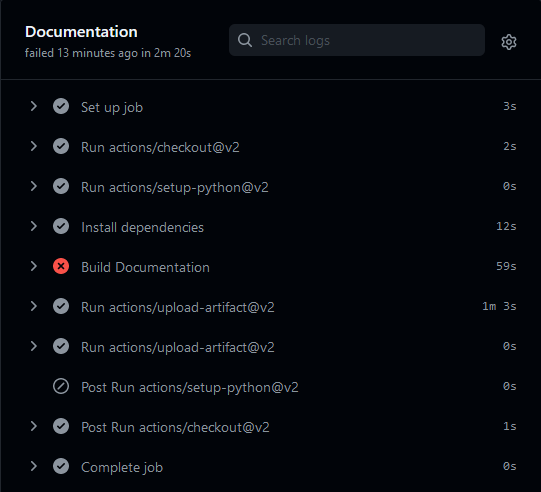 Documentation
failed 13 minutes ago in 2m 20s
Search logs
Set up job 3s
Run actions/checkout@v2 2s
Run actions/setup-python@v2 0s
Install dependencies 12s
Build Documentation 59s
Run actions/upload-artifact@v2 1m 3s
Run actions/upload-artifact@v2 0s
Post Run actions/setup-python@v2 0s
Post Run actions/checkout@v2 1s
Complete job 0s